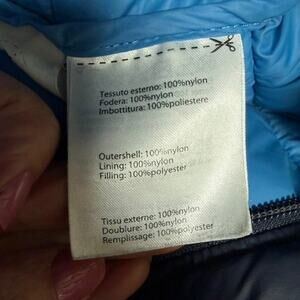 Tessuto esterno: 100%nylon
Fodera: 100%nylon
Imbottitura: 100%poliestere
Outershell: 100%nylon
Lining: 100%nylon
Filling: 100%polyester
Tissu externe: 100%nylon
Doublure: 100%nylon
Remplissage: 100%polyester